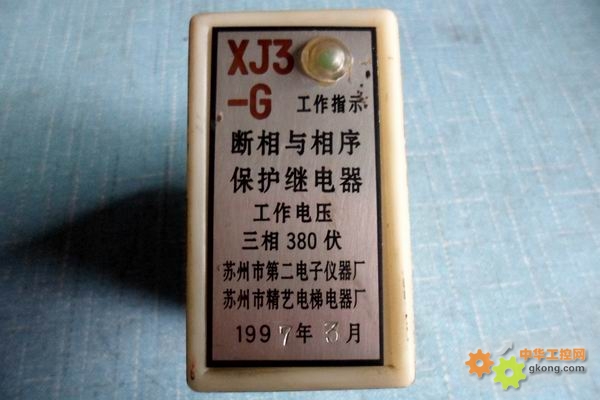 XJ3
-G 工作指示
断相与相序
保护继电器
工作电压
三相 380 伏
苏州市第二电子仪器厂
苏州市精艺电梯电器厂
1997年 3月
中华工控网
gkong.com